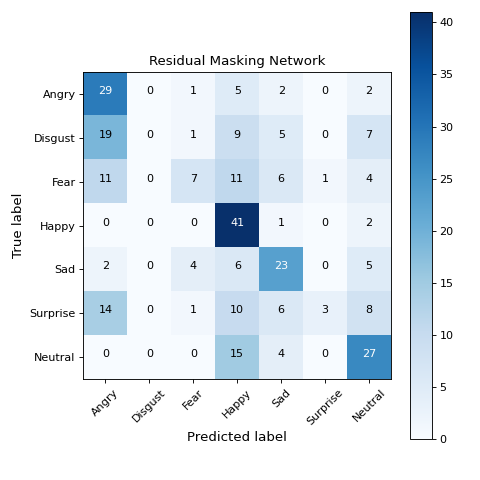 Residual Masking Network
True label
Angry 29 0 1 5 2 0 2
Disgust 19 0 1 9 5 0 7
Fear 11 0 7 11 6 1 4
Happy 0 0 0 41 1 0 2
Sad 2 0 4 6 23 0 5
Surprise 14 0 1 10 6 3 8
Neutral 0 0 0 15 4 0 27
Angry Disgust Fear Happy Sad Surprise Neutral
Predicted label
40
35
30
25
20
15
10
5
0